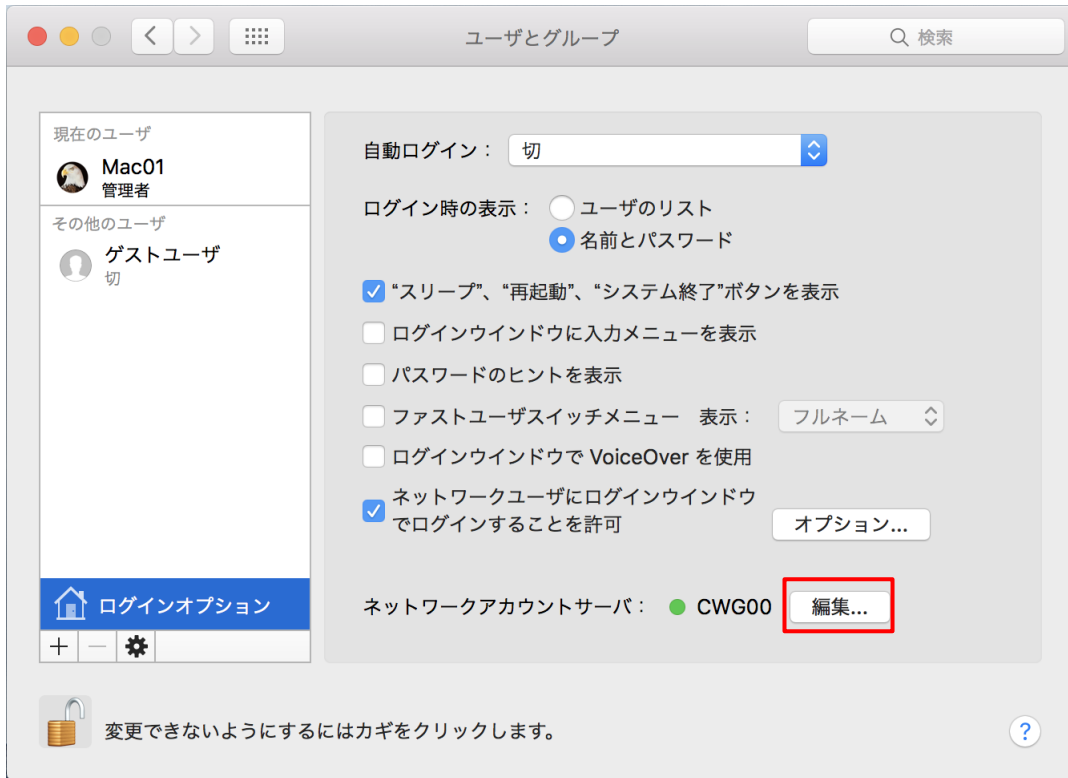 ユーザとグループ
検索
現在のユーザ
Mac01
管理者
その他のユーザ
ゲストユーザ
切
ログインオプション
自動ログイン： 切
ログイン時の表示： ユーザのリスト
名前とパスワード
“スリープ”、“再起動”、“システム終了”ボタンを表示
ログインウインドウに入力メニューを表示
パスワードのヒントを表示
ファストユーザスイッチメニュー 表示： フルネーム
ログインウインドウで VoiceOver を使用
ネットワークユーザにログインウインドウ
でログインすることを許可
オプション...
ネットワークアカウントサーバ： CWG00 編集...
変更できないようにするにはカギをクリックします。
?